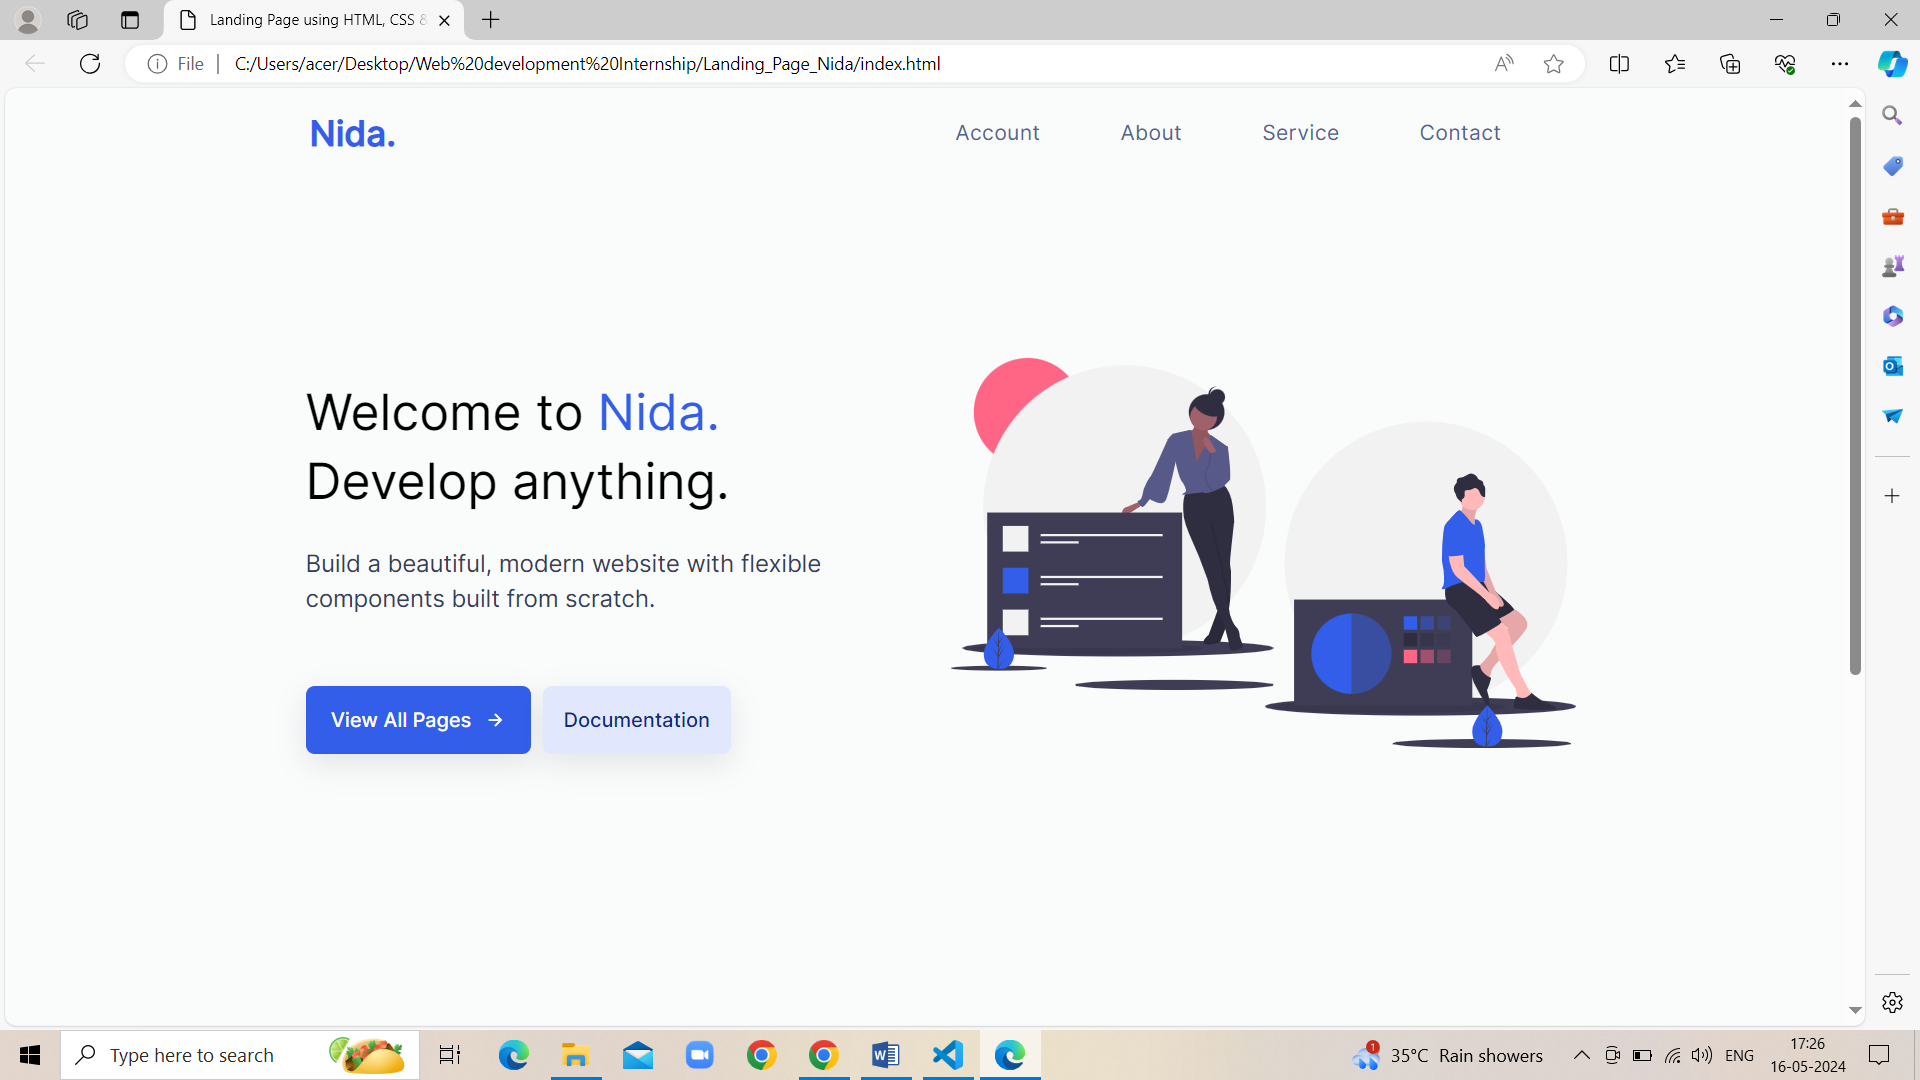 Landing Page using HTML, CSS &
File
C:/Users/acer/Desktop/Web%20development%20Internship/Landing_Page_Nida/index.html
Nida.
Account
About
Service
Contact
Welcome to Nida.
Develop anything.
Build a beautiful, modern website with flexible
components built from scratch.
View All Pages →
Documentation
Type here to search
1
35°C Rain showers
ENG
17:26
16-05-2024